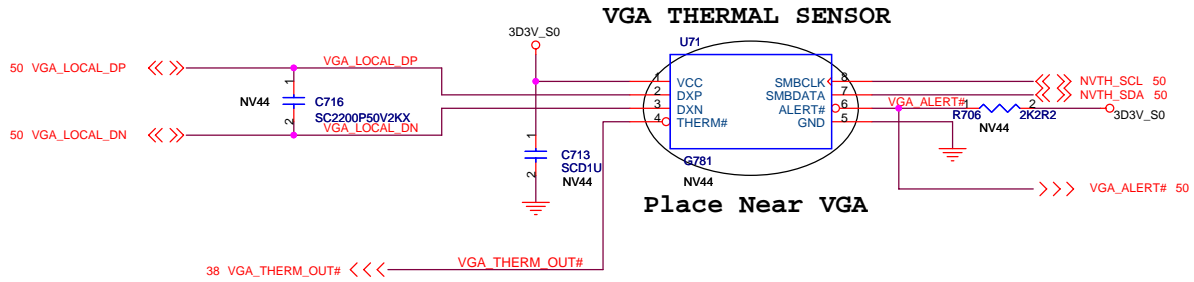 VGA THERMAL SENSOR
3D3V_S0
U71
50 VGA_LOCAL_DP
VGA_LOCAL_DP
1
NV44
C716
2
SC2200P50V2KX
50 VGA_LOCAL_DN
VGA_LOCAL_DN
1 VCC
2 DXP
3 DXN
4 THERM#
SMBCLK 8
SMBDATA 7
ALERT# 6
GND 5
NVTH_SCL 50
NVTH_SDA 50
VGA_ALERT#
1 2
R706 2K2R2
NV44
3D3V_S0
1
C713
SCD1U
2
NV44
G781
NV44
VGA_ALERT# 50
Place Near VGA
38 VGA_THERM_OUT#
VGA_THERM_OUT#